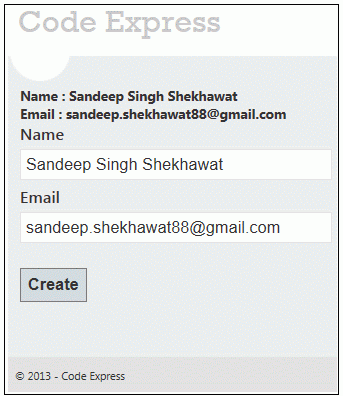 Code Express
Name : Sandeep Singh Shekhawat
Email : sandeep.shekhawat88@gmail.com
Name
Sandeep Singh Shekhawat
Email
sandeep.shekhawat88@gmail.com
Create
© 2013 - Code Express